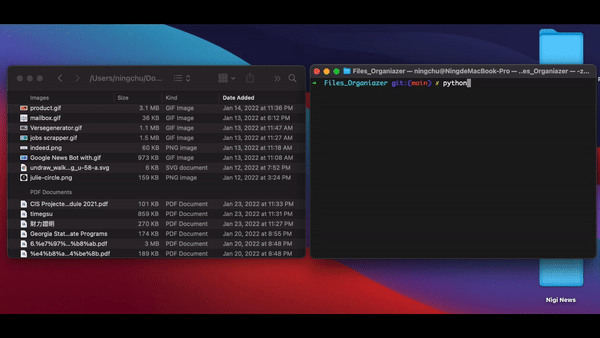 /Users/ningchu/Do...
Images Size Kind Date Added
product.gif 3.1 MB GIF Image Jan 14, 2022 at 11:36 PM
mailbox.gif 36 KB GIF Image Jan 13, 2022 at 6:12 PM
Versegenerator.gif 1.1 MB GIF Image Jan 13, 2022 at 11:47 AM
jobs scrapper.gif 1.5 MB GIF Image Jan 13, 2022 at 11:27 AM
indeed.png 60 KB PNG image Jan 13, 2022 at 11:18 AM
Google News Bot with.gif 973 KB GIF Image Jan 13, 2022 at 11:08 AM
undraw_walk..._g_-u58-a.svg 6 KB SVG document Jan 12, 2022 at 7:52 PM
julie-circle.png 159 KB PNG image Jan 12, 2022 at 3:24 PM
PDF Documents
CIS Projecte...dule 2021.pdf 101 KB PDF Document Jan 23, 2022 at 11:33 PM
timegsu 859 KB PDF Document Jan 23, 2022 at 11:31 PM
財力證明 270 KB PDF Document Jan 23, 2022 at 11:27 PM
Georgia Stat...ate Programs 174 KB PDF Document Jan 20, 2022 at 8:55 PM
6.%e7%97%...%b8%ab.pdf 3 MB PDF Document Jan 20, 2022 at 8:48 PM
%e4%b8%a...4%be%8b.pdf 189 KB PDF Document Jan 20, 2022 at 8:48 PM
Files_Organiazer — ningchu@NingdeMacBook-Pro — ..es_Organiazer — -z...
➜ Files_Organiazer git:(main) ✗ python
Nigi News